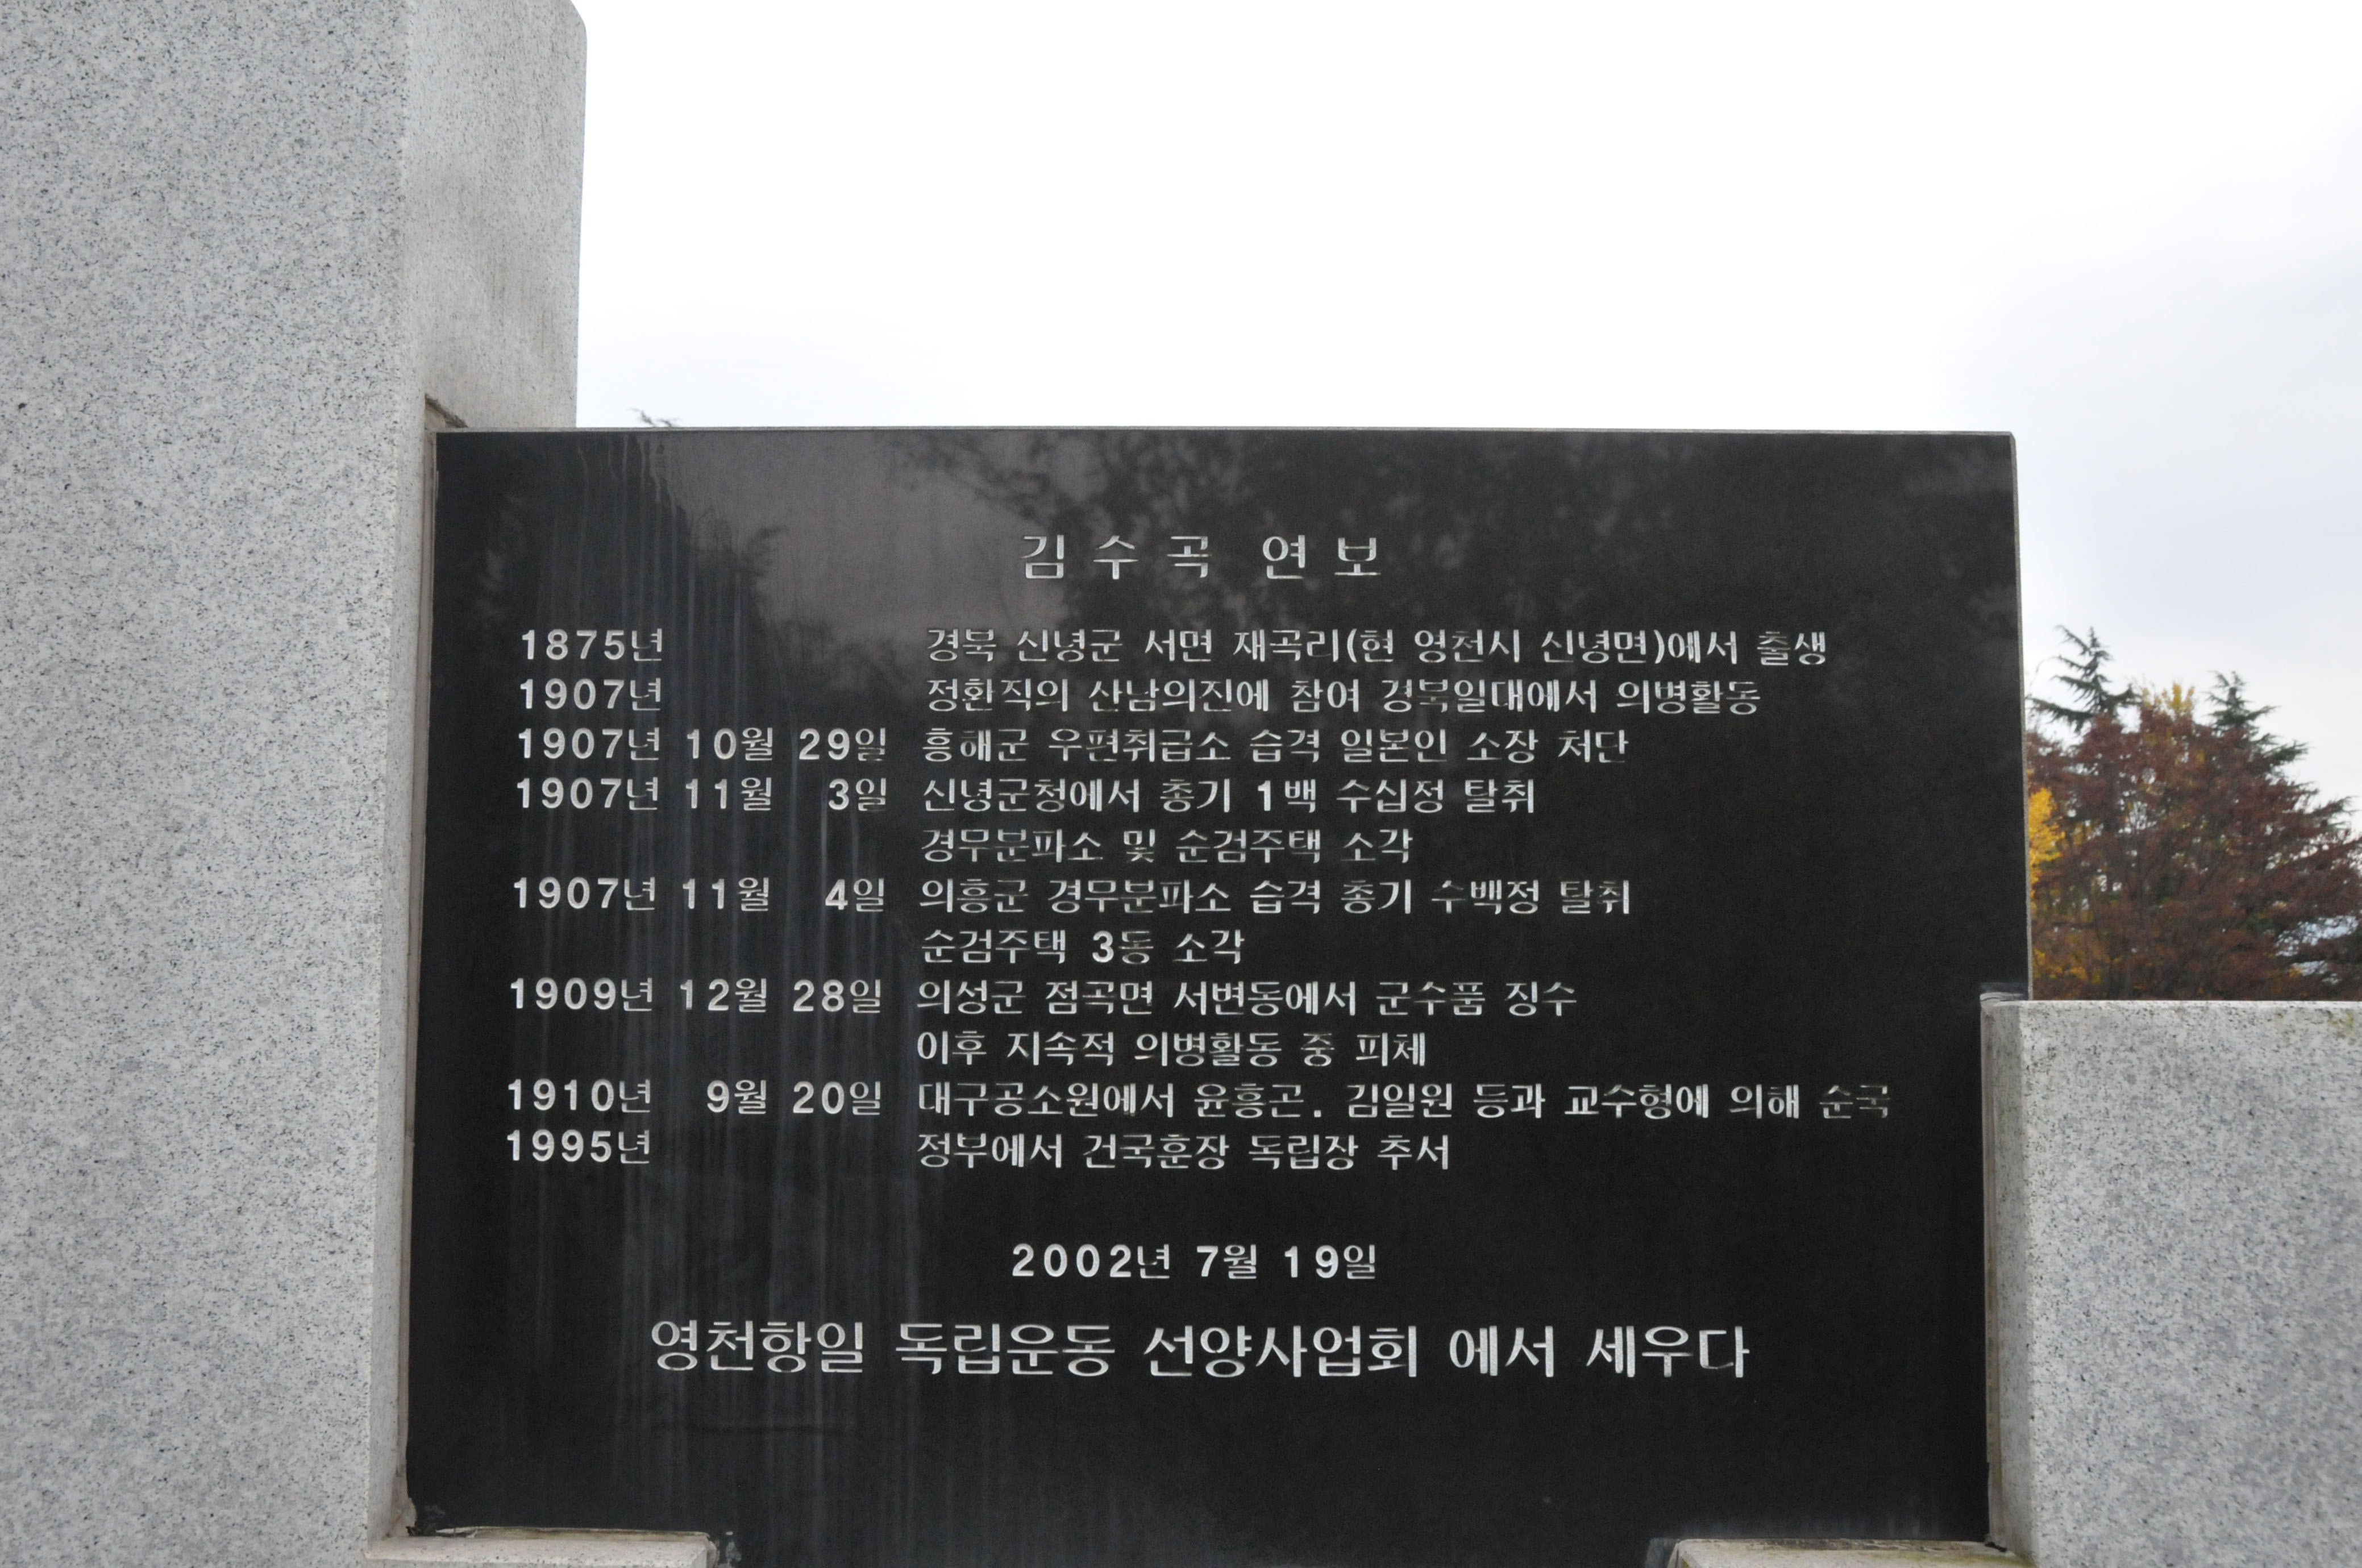 김수곡 연보
1875년 경북 신녕군 서면 재곡리(현 영천시 신녕면)에서 출생
1907년 정환직의 산남의진에 참여 경북일대에서 의병활동
1907년 10월 29일 흥해군 우편취급소 습격 일본인 소장 처단
1907년 11월 3일 신녕군청에서 총기 1백 수십정 탈취
경무분파소 및 순검주택 소각
1907년 11월 4일 의흥군 경무분파소 습격 총기 수백정 탈취
순검주택 3동 소각
1909년 12월 28일 의성군 점곡면 서변동에서 군수품 징수
이후 지속적 의병활동 중 피체
1910년 9월 20일 대구공소원에서 윤흥곤. 김일원 등과 교수형에 의해 순국
1995년 정부에서 건국훈장 독립장 추서
2002년 7월 19일
영천항일 독립운동 선양사업회 에서 세우다